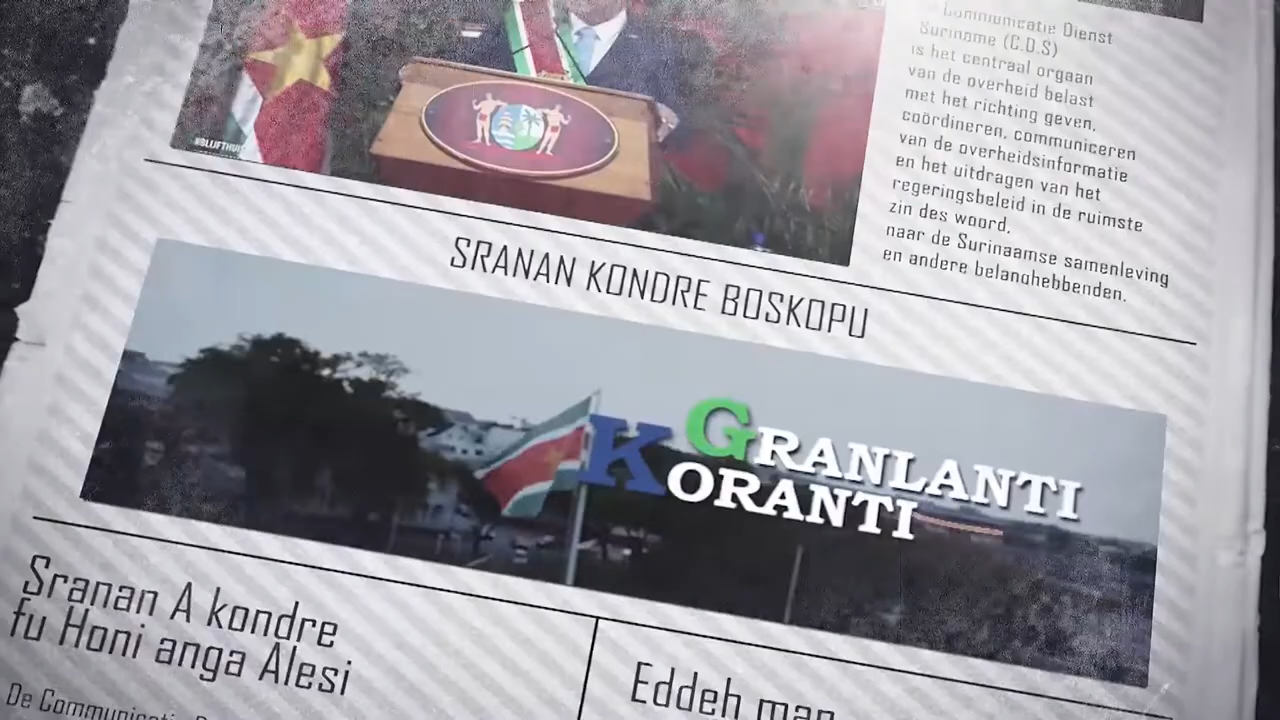 Communicatie Dienst
Suriname (C.D.S)
is het centraal orgaan
van de overheid belast
met het richting geven,
coördineren, communiceren
van de overheidsinformatie
en het uitdragen van het
regeringsbeleid in de ruimste
zin des woord,
naar de Surinaamse samenleving
en andere belanghebbenden.
SRANAN KONDRE BOSKOPU
GRANLANTI
KORANTI
Sranan A kondre
fu Honi anga Alesi
De Communicatie
Eddeh man